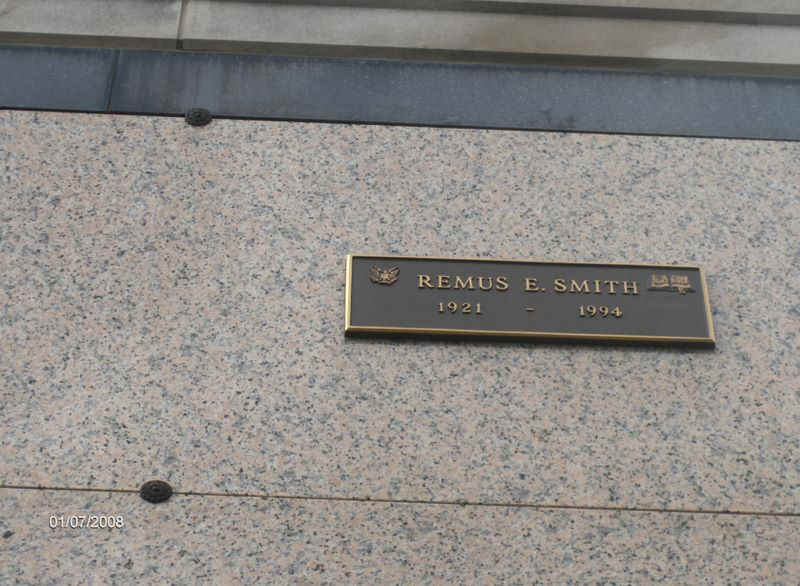 REMUS E. SMITH
1921 - 1994
01/07/2008